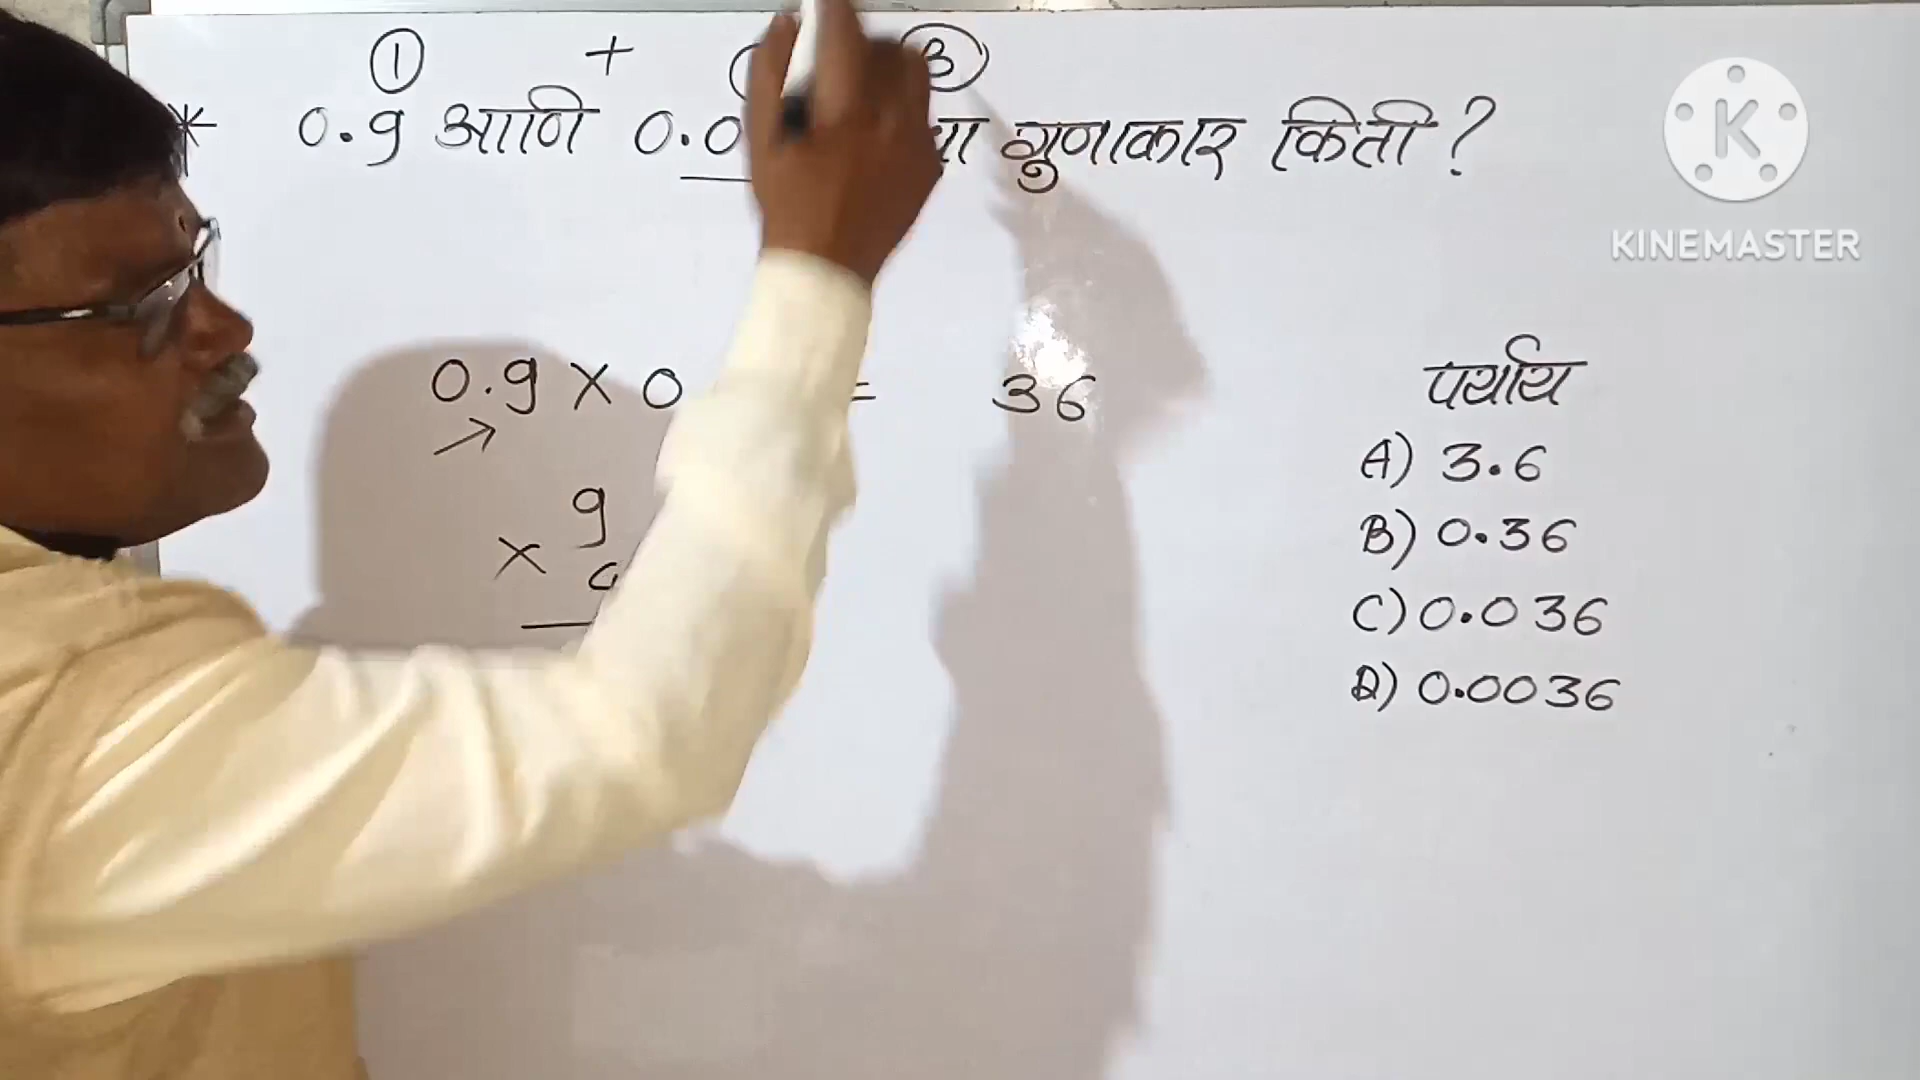 ① + ③
* 0.9 आणि 0.0 चा गुणाकार किती ?
0.9 × 0 = 36
9
×
पर्याय
A) 3.6
B) 0.36
C) 0.036
D) 0.0036
K
KINEMASTER